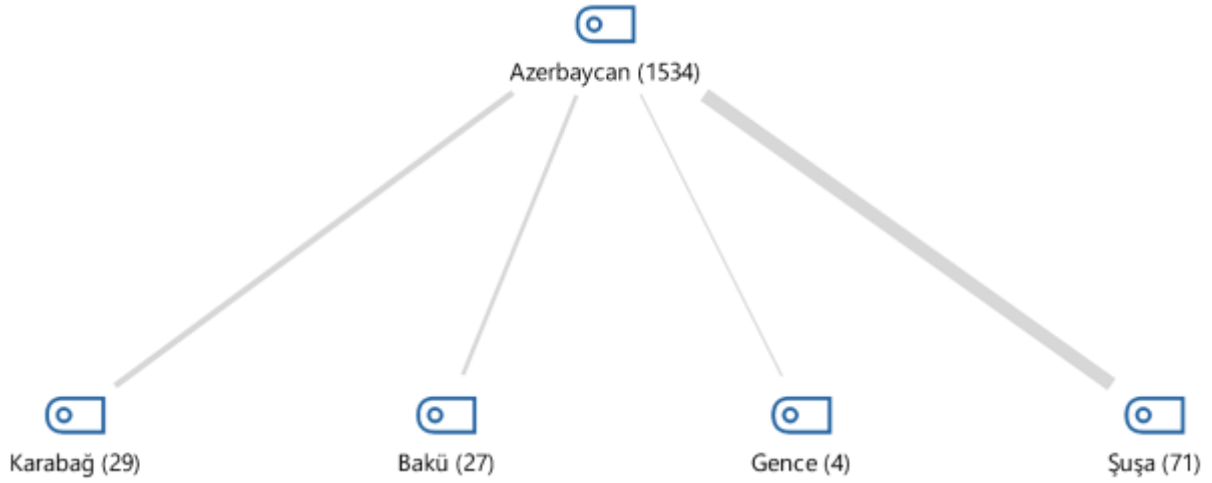 Azerbaycan (1534)
Karabağ (29)
Bakü (27)
Gence (4)
Şuşa (71)